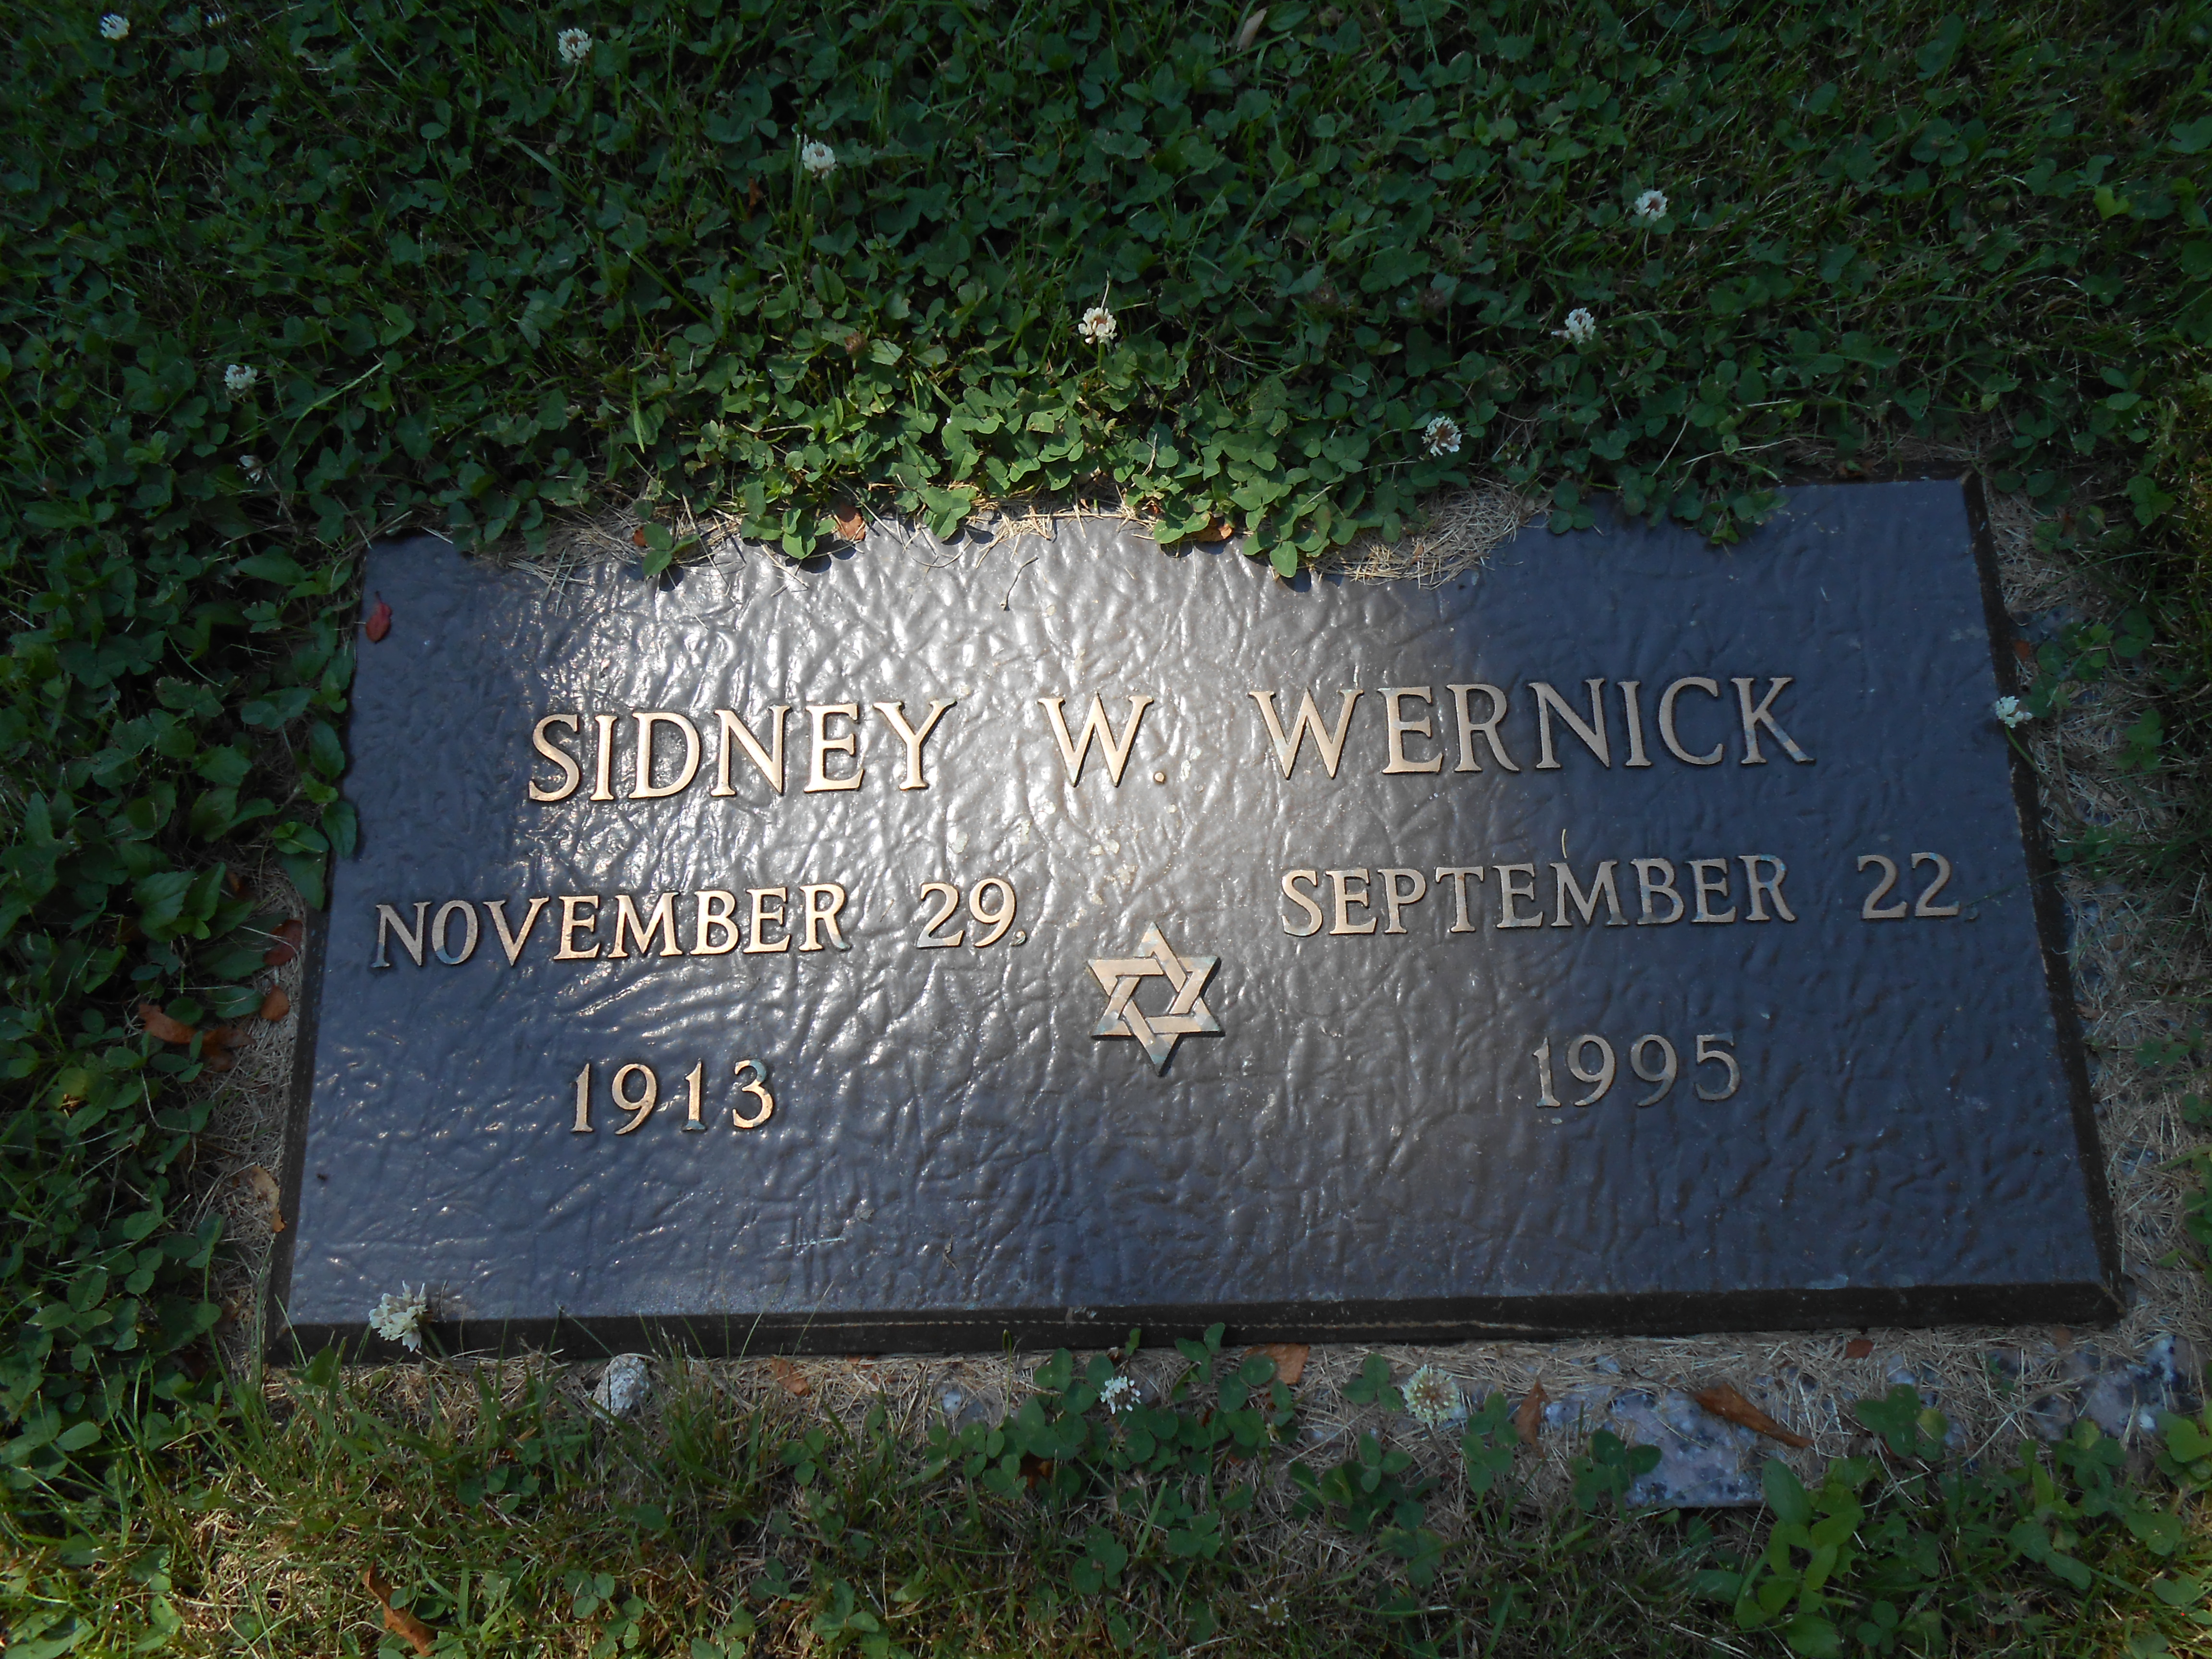 SIDNEY W. WERNICK
NOVEMBER 29, SEPTEMBER 22,
1913 1995